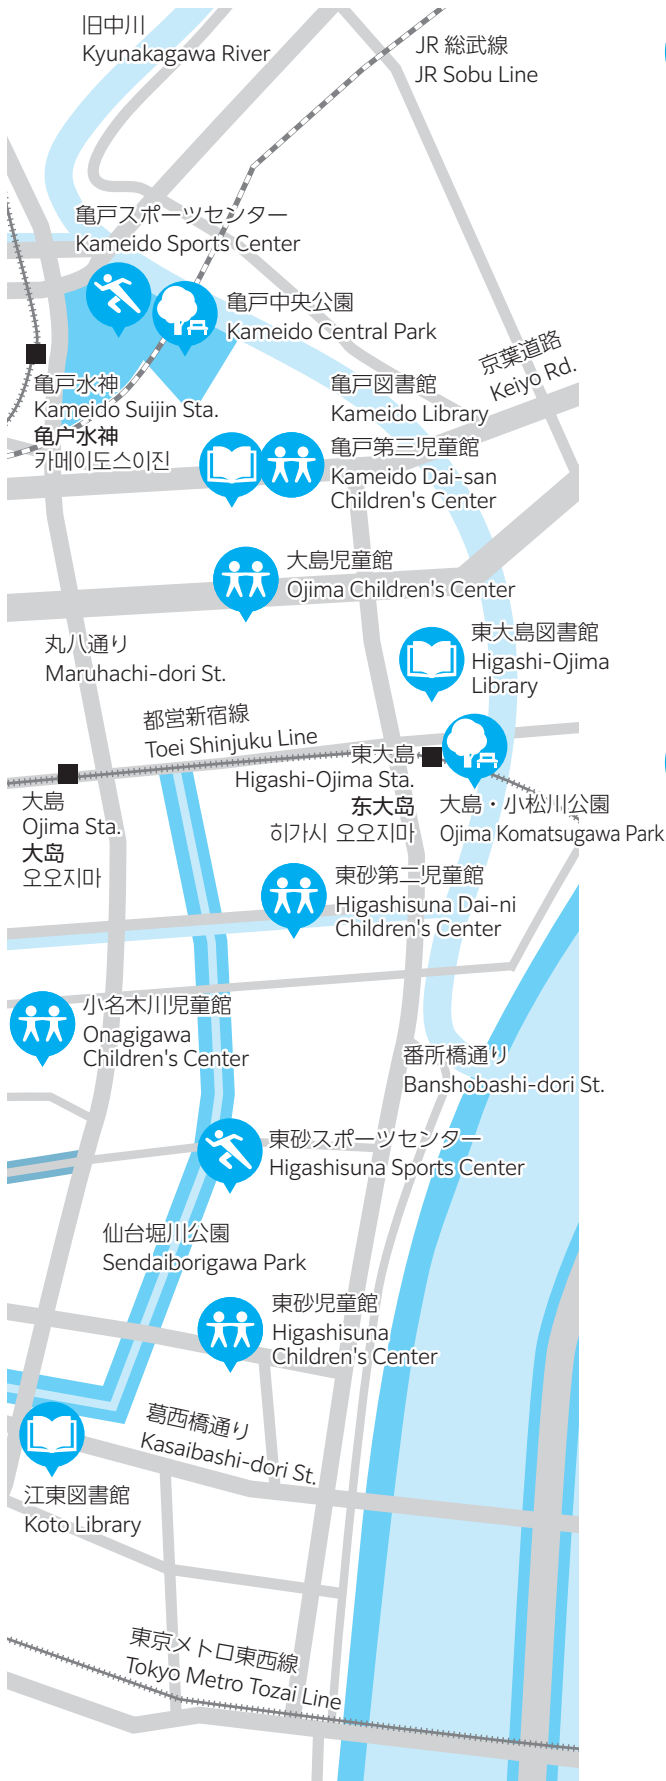 旧中川
Kyunakagawa River
JR 総武線
JR Sobu Line
亀戸スポーツセンター
Kameido Sports Center
亀戸中央公園
Kameido Central Park
京葉道路
Keiyo Rd.
亀戸水神
Kameido Suijin Sta.
亀户水神
카메이도스이진
亀戸図書館
Kameido Library
亀戸第三児童館
Kameido Dai-san
Children's Center
大島児童館
Ojima Children's Center
丸八通り
Maruhachi-dori St.
東大島図書館
Higashi-Ojima
Library
都営新宿線
Toei Shinjuku Line
東大島
Higashi-Ojima Sta.
东大岛
히가시 오오지마
大島
Ojima Sta.
大岛
오오지마
大島・小松川公園
Ojima Komatsugawa Park
東砂第二児童館
Higashisuna Dai-ni
Children's Center
小名木川児童館
Onagigawa
Children's Center
番所橋通り
Banshobashi-dori St.
東砂スポーツセンター
Higashisuna Sports Center
仙台堀川公園
Sendaiborigawa Park
東砂児童館
Higashisuna
Children's Center
葛西橋通り
Kasaibashi-dori St.
江東図書館
Koto Library
東京メトロ東西線
Tokyo Metro Tozai Line